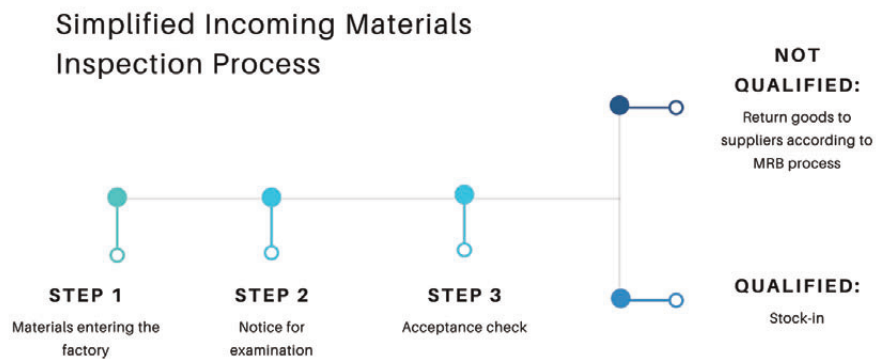 Simplified Incoming Materials
Inspection Process
NOT
QUALIFIED:
Return goods to
suppliers according to
MRB process
STEP 1
Materials entering the
factory
STEP 2
Notice for
examination
STEP 3
Acceptance check
QUALIFIED:
Stock-in